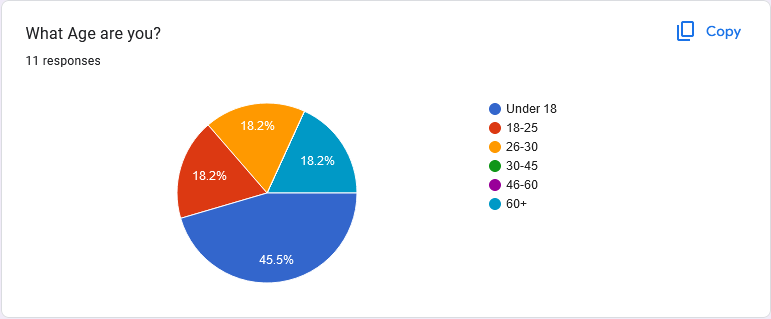 What Age are you?
Copy
11 responses
18.2%
18.2%
18.2%
45.5%
Under 18
18-25
26-30
30-45
46-60
60+